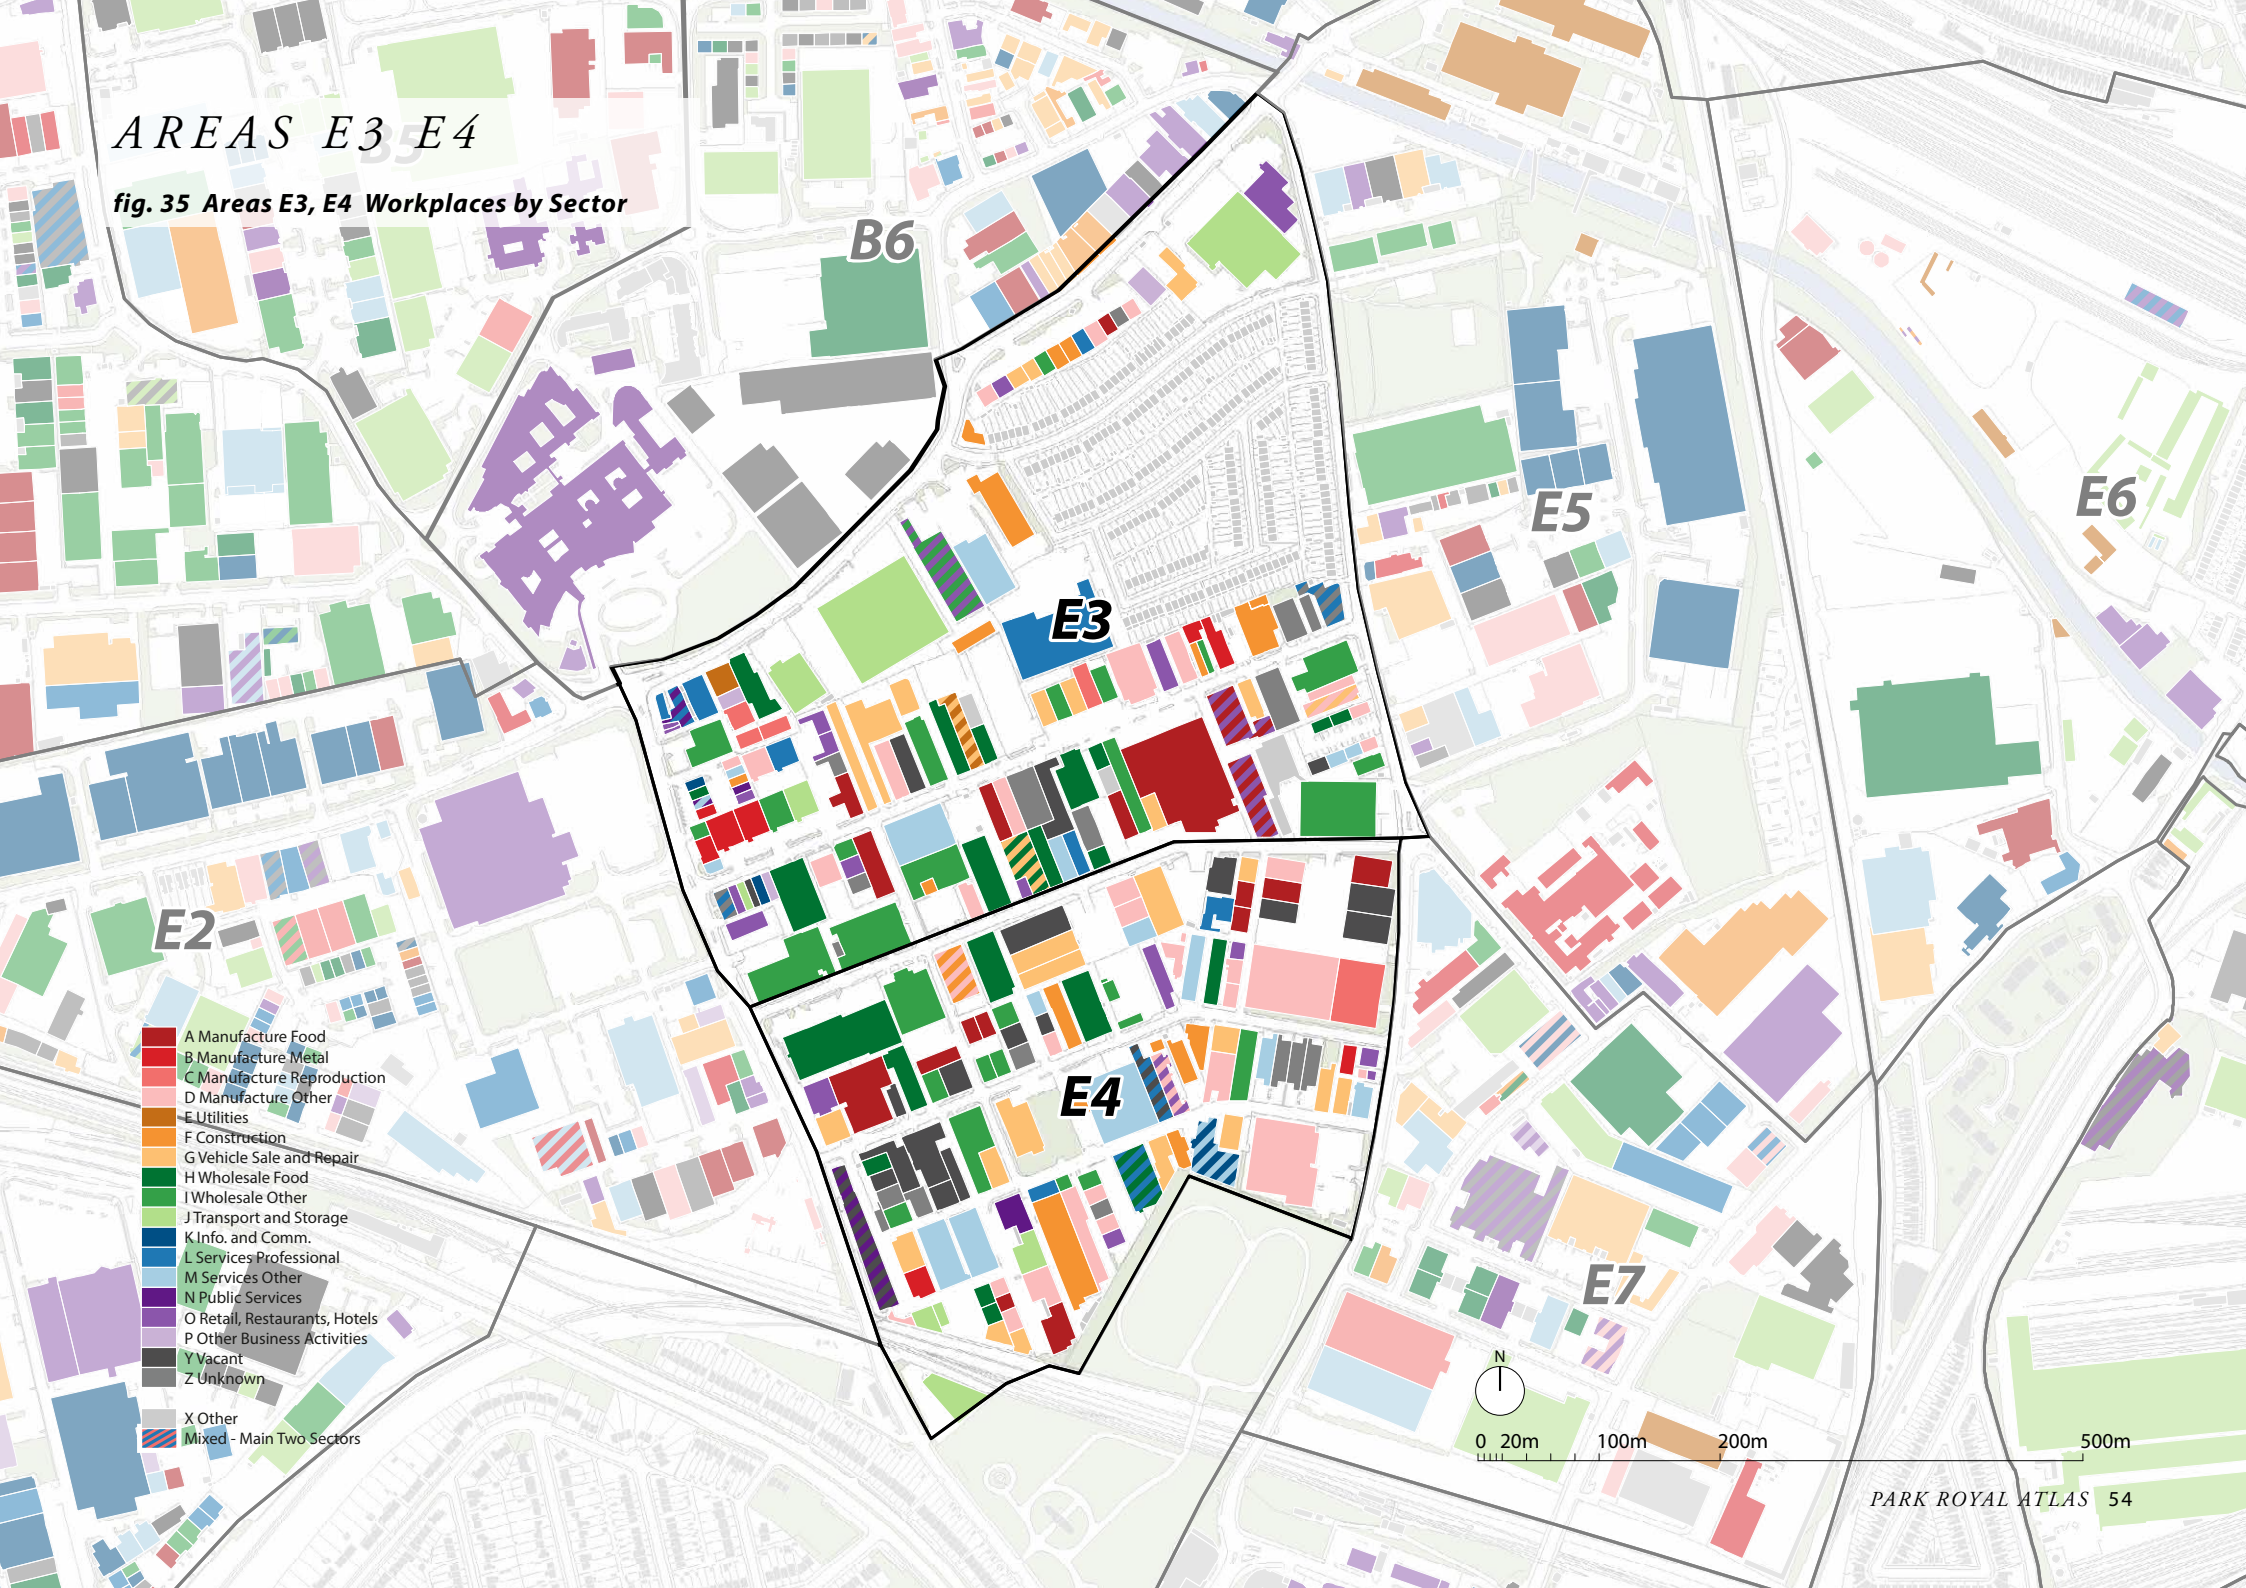 AREAS E3 E4
B5
fig. 35 Areas E3, E4 Workplaces by Sector
B6
E5
E6
E3
E2
E4
E7
A Manufacture Food
B Manufacture Metal
C Manufacture Reproduction
D Manufacture Other
E Utilities
F Construction
G Vehicle Sale and Repair
H Wholesale Food
I Wholesale Other
J Transport and Storage
K Info. and Comm.
L Services Professional
M Services Other
N Public Services
O Retail, Restaurants, Hotels
P Other Business Activities
Y Vacant
Z Unknown
X Other
Mixed - Main Two Sectors
N
0 20m 100m 200m 500m
PARK ROYAL ATLAS 54